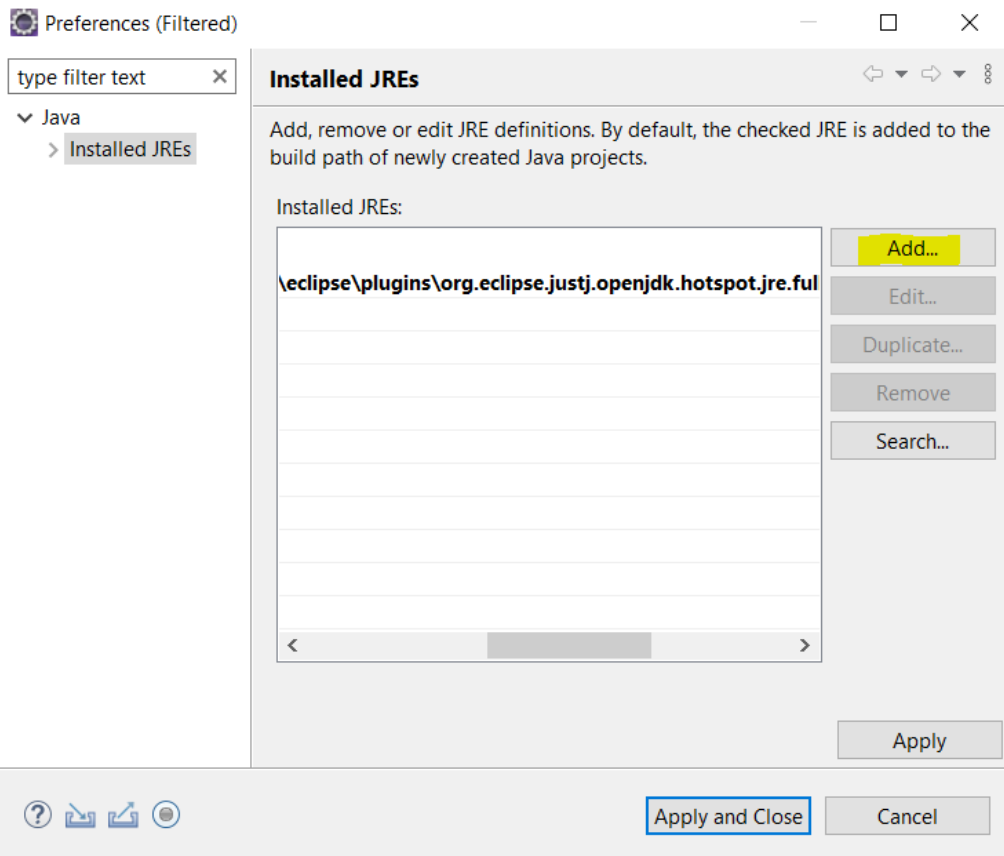 Preferences (Filtered)
type filter text
Java
Installed JREs
Installed JREs
Add, remove or edit JRE definitions. By default, the checked JRE is added to the
build path of newly created Java projects.
Installed JREs:
\eclipse\plugins\org.eclipse.justj.openjdk.hotspot.jre.ful
Add...
Edit...
Duplicate...
Remove
Search...
Apply
Apply and Close
Cancel